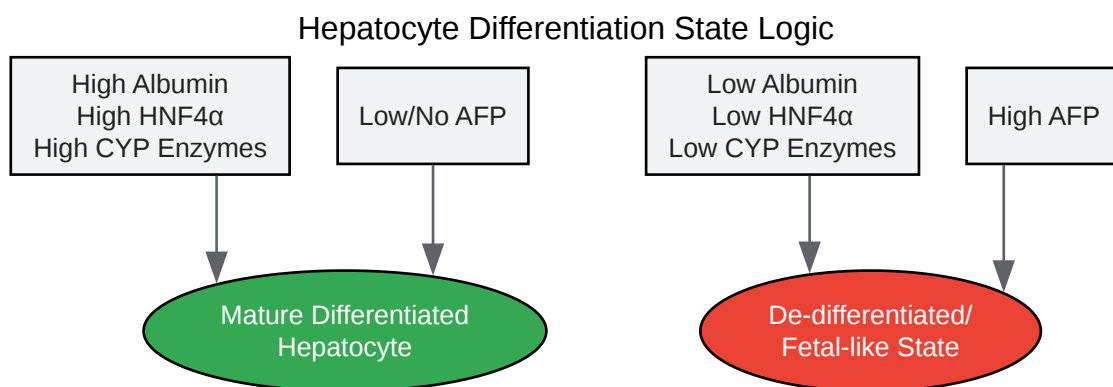 Hepatocyte Differentiation State Logic
High Albumin
High HNF4α
High CYP Enzymes
Low/No AFP
Low Albumin
Low HNF4α
Low CYP Enzymes
High AFP
Mature Differentiated
Hepatocyte
De-differentiated/
Fetal-like State